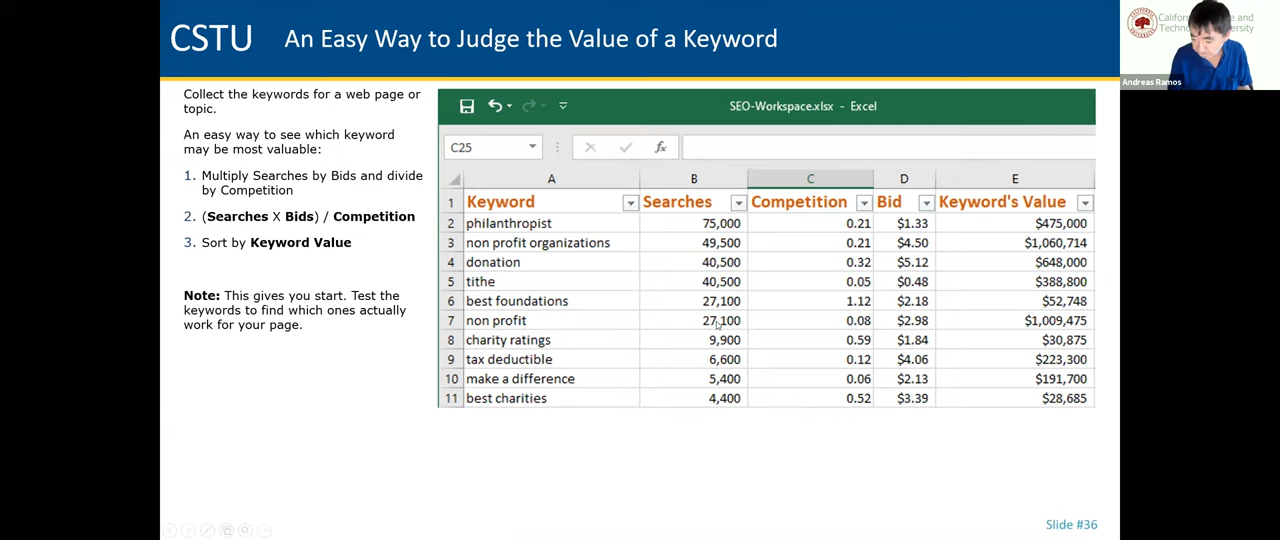 CSTU An Easy Way to Judge the Value of a Keyword
Andreas Ramos
Collect the keywords for a web page or
topic.
An easy way to see which keyword
may be most valuable:
1. Multiply Searches by Bids and divide
by Competition
2. (Searches X Bids) / Competition
3. Sort by Keyword Value
Note: This gives you start. Test the
keywords to find which ones actually
work for your page.
SEO-Workspace.xlsx - Excel
C25 fx
A B C D E
1 Keyword Searches Competition Bid Keyword's Value
2 philanthropist 75,000 0.21 $1.33 $475,000
3 non profit organizations 49,500 0.21 $4.50 $1,060,714
4 donation 40,500 0.32 $5.12 $648,000
5 tithe 40,500 0.05 $0.48 $388,800
6 best foundations 27,100 1.12 $2.18 $52,748
7 non profit 27,100 0.08 $2.98 $1,009,475
8 charity ratings 9,900 0.59 $1.84 $30,875
9 tax deductible 6,600 0.12 $4.06 $223,300
10 make a difference 5,400 0.06 $2.13 $191,700
11 best charities 4,400 0.52 $3.39 $28,685
Slide #36